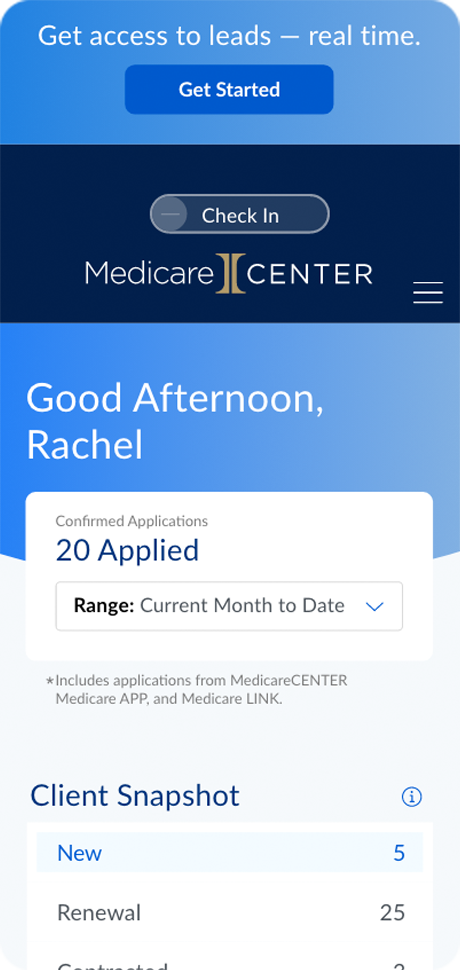 Get access to leads — real time.
Get Started
Check In
Medicare CENTER
Good Afternoon,
Rachel
Confirmed Applications
20 Applied
Range: Current Month to Date
*Includes applications from MedicareCENTER
Medicare APP, and Medicare LINK.
Client Snapshot
New 5
Renewal 25